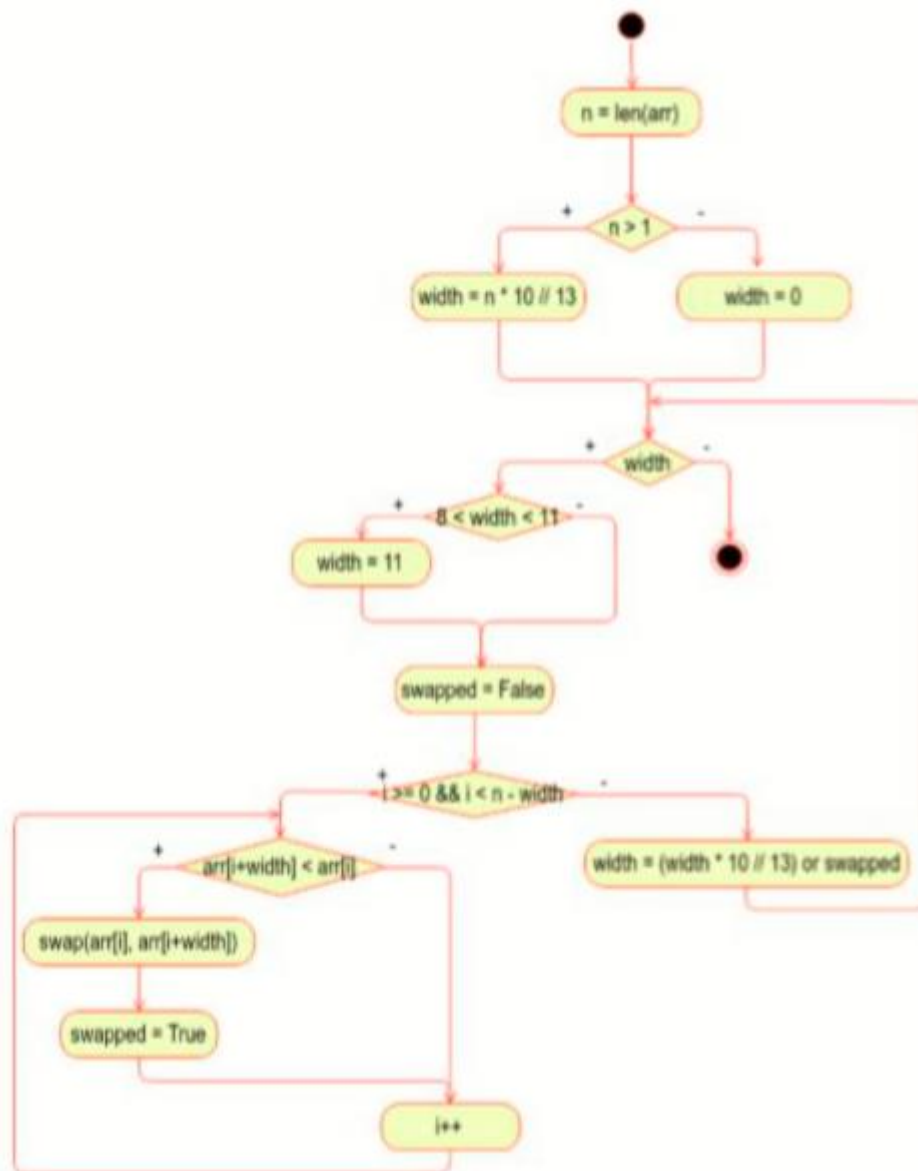 n = len(arr)
+ -
n > 1
width = n * 10 // 13
width = 0
+ -
width
+ -
8 < width < 11
width = 11
swapped = False
+ -
i >= 0 && i < n - width
+ -
arr[i+width] < arr[i]
width = (width * 10 // 13) or swapped
swap(arr[i], arr[i+width])
swapped = True
i++